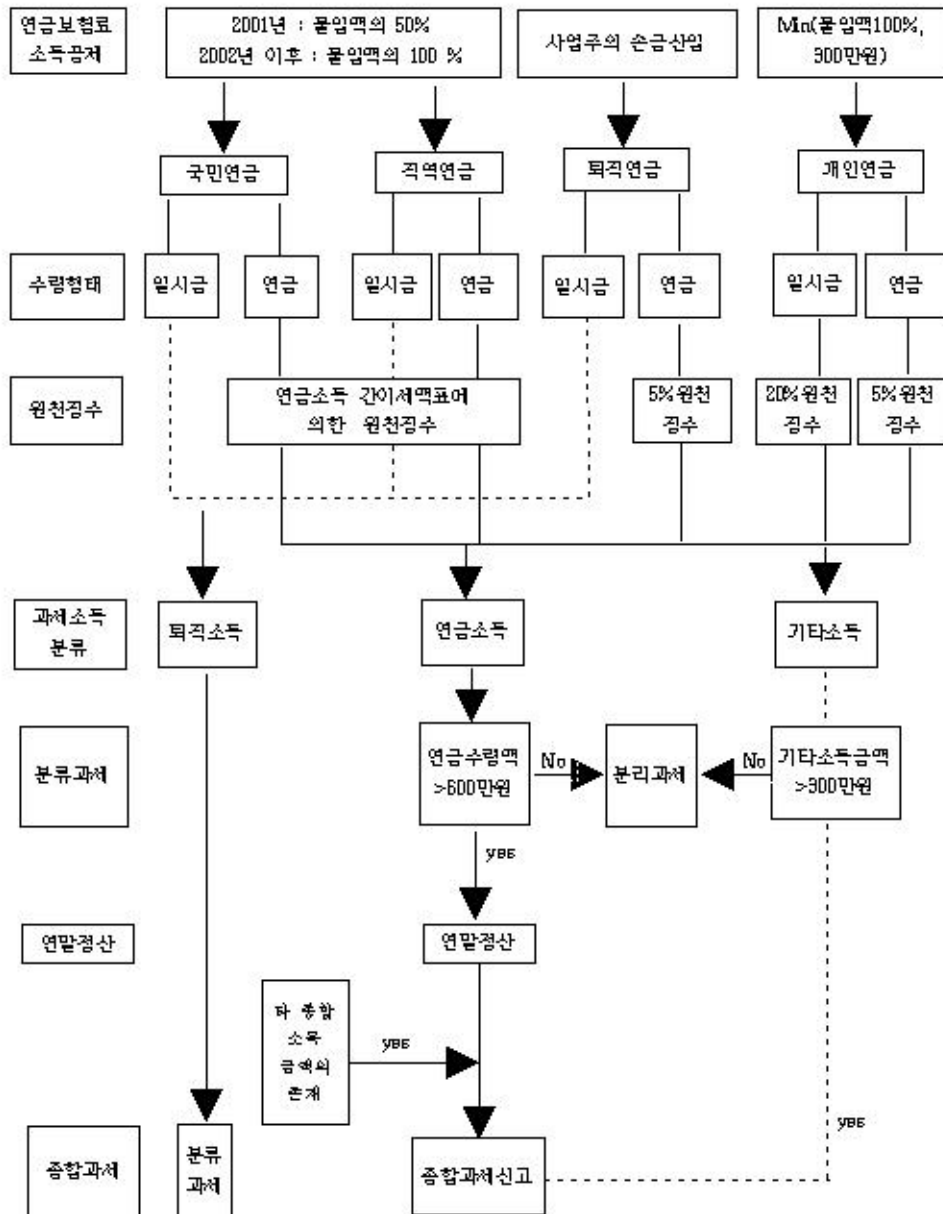 연금보험료
소득공제
2001년 : 불입액의 50%
2002년 이후 : 불입액의 100 %
사업주의 손금산입
Min(불입액100%,
300만원)
국민연금
직역연금
퇴직연금
개인연금
수령형태
일시금
연금
일시금
연금
일시금
연금
일시금
연금
원천징수
연금소득 간이세액표에
의한 원천징수
5%원천
징수
20%원천
징수
5%원천
징수
과세소득
분류
퇴직소득
연금소득
기타소득
분류과세
연금수령액
>600만원
No
분리과세
No
기타소득금액
>300만원
yes
연말정산
연말정산
타 종합
소득
금액의
존재
yes
yes
종합과세
분류
과세
종합과세신고